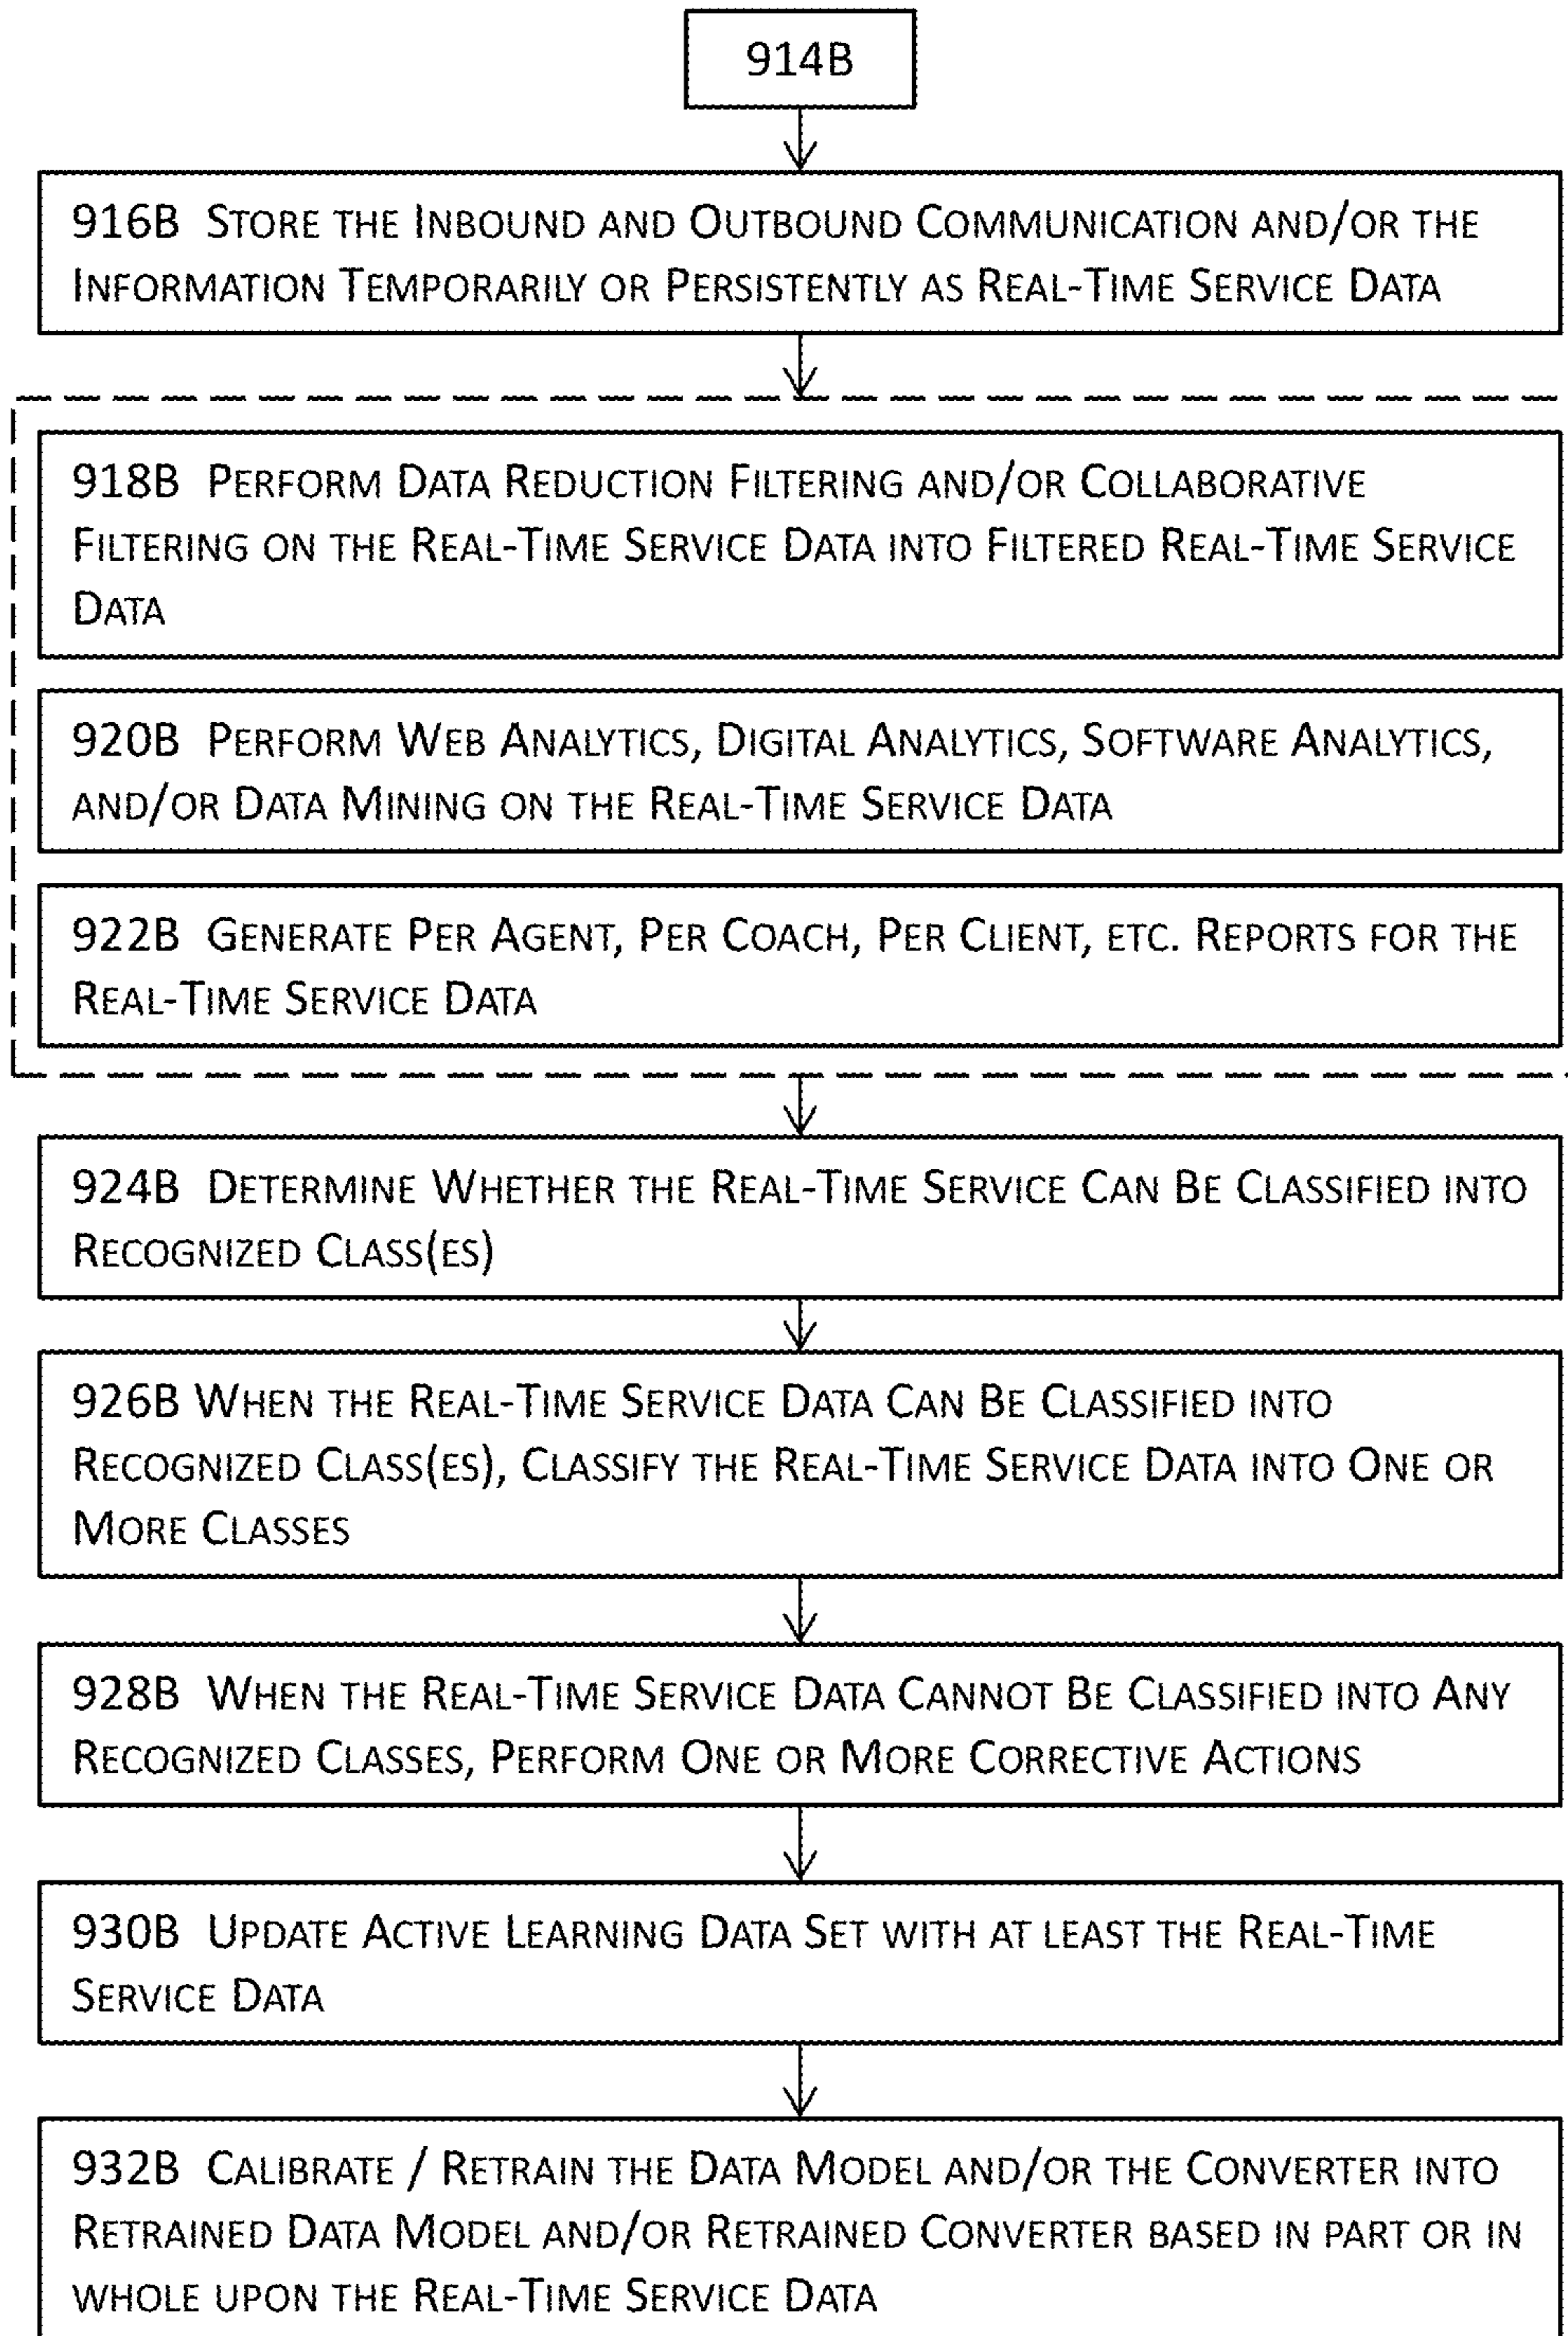 914B
916B Store the Inbound and Outbound Communication and/or the
Information Temporarily or Persistently as Real-Time Service Data
918B Perform Data Reduction Filtering and/or Collaborative
Filtering on the Real-Time Service Data into Filtered Real-Time Service
Data
920B Perform Web Analytics, Digital Analytics, Software Analytics,
and/or Data Mining on the Real-Time Service Data
922B Generate Per Agent, Per Coach, Per Client, etc. Reports for the
Real-Time Service Data
924B Determine Whether the Real-Time Service Can Be Classified into
Recognized Class(es)
926B When the Real-Time Service Data Can Be Classified into
Recognized Class(es), Classify the Real-Time Service Data into One or
More Classes
928B When the Real-Time Service Data Cannot Be Classified into Any
Recognized Classes, Perform One or More Corrective Actions
930B Update Active Learning Data Set with at least the Real-Time
Service Data
932B Calibrate / Retrain the Data Model and/or the Converter into
Retrained Data Model and/or Retrained Converter based in part or in
whole upon the Real-Time Service Data